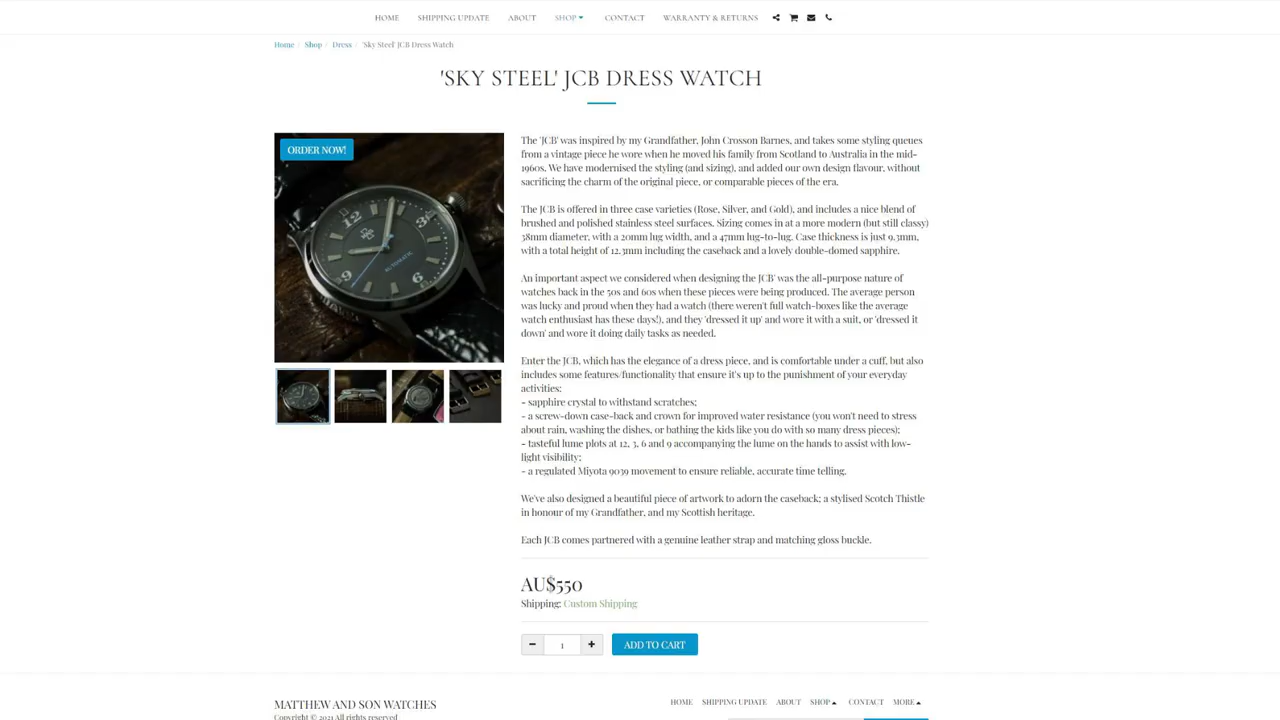 HOME SHIPPING UPDATE ABOUT SHOP CONTACT WARRANTY & RETURNS
Home / Shop / Dress / 'Sky Steel' JCB Dress Watch
'SKY STEEL' JCB DRESS WATCH
ORDER NOW!
12
3
6
9
AUTOMATIC
The 'JCB' was inspired by my Grandfather, John Crosson Barnes, and takes some styling queues
from a vintage piece he wore when he moved his family from Scotland to Australia in the mid-
1960s. We have modernised the styling (and sizing), and added our own design flavour, without
sacrificing the charm of the original piece, or comparable pieces of the era.
The JCB is offered in three case varieties (Rose, Silver, and Gold), and includes a nice blend of
brushed and polished stainless steel surfaces. Sizing comes in at a more modern (but still classy)
38mm diameter, with a 20mm lug width, and a 47mm lug-to-lug. Case thickness is just 9.3mm,
with a total height of 12.3mm including the caseback and a lovely double-domed sapphire.
An important aspect we considered when designing the JCB' was the all-purpose nature of
watches back in the 50s and 60s when these pieces were being produced. The average person
was lucky and proud when they had a watch (there weren't full watch-boxes like the average
watch enthusiast has these days!), and they 'dressed it up' and wore it with a suit, or 'dressed it
down' and wore it doing daily tasks as needed.
Enter the JCB, which has the elegance of a dress piece, and is comfortable under a cuff, but also
includes some features/functionality that ensure it's up to the punishment of your everyday
activities:
- sapphire crystal to withstand scratches;
- a screw-down case-back and crown for improved water resistance (you won't need to stress
about rain, washing the dishes, or bathing the kids like you do with so many dress pieces);
- tasteful lume plots at 12, 3, 6 and 9 accompanying the lume on the hands to assist with low-
light visibility;
- a regulated Miyota 9039 movement to ensure reliable, accurate time telling.
We've also designed a beautiful piece of artwork to adorn the caseback; a stylised Scotch Thistle
in honour of my Grandfather, and my Scottish heritage.
Each JCB comes partnered with a genuine leather strap and matching gloss buckle.
AU$550
Shipping: Custom Shipping
− 1 + ADD TO CART
MATTHEW AND SON WATCHES
HOME SHIPPING UPDATE ABOUT SHOP CONTACT MORE
Copyright © 2021 All rights reserved